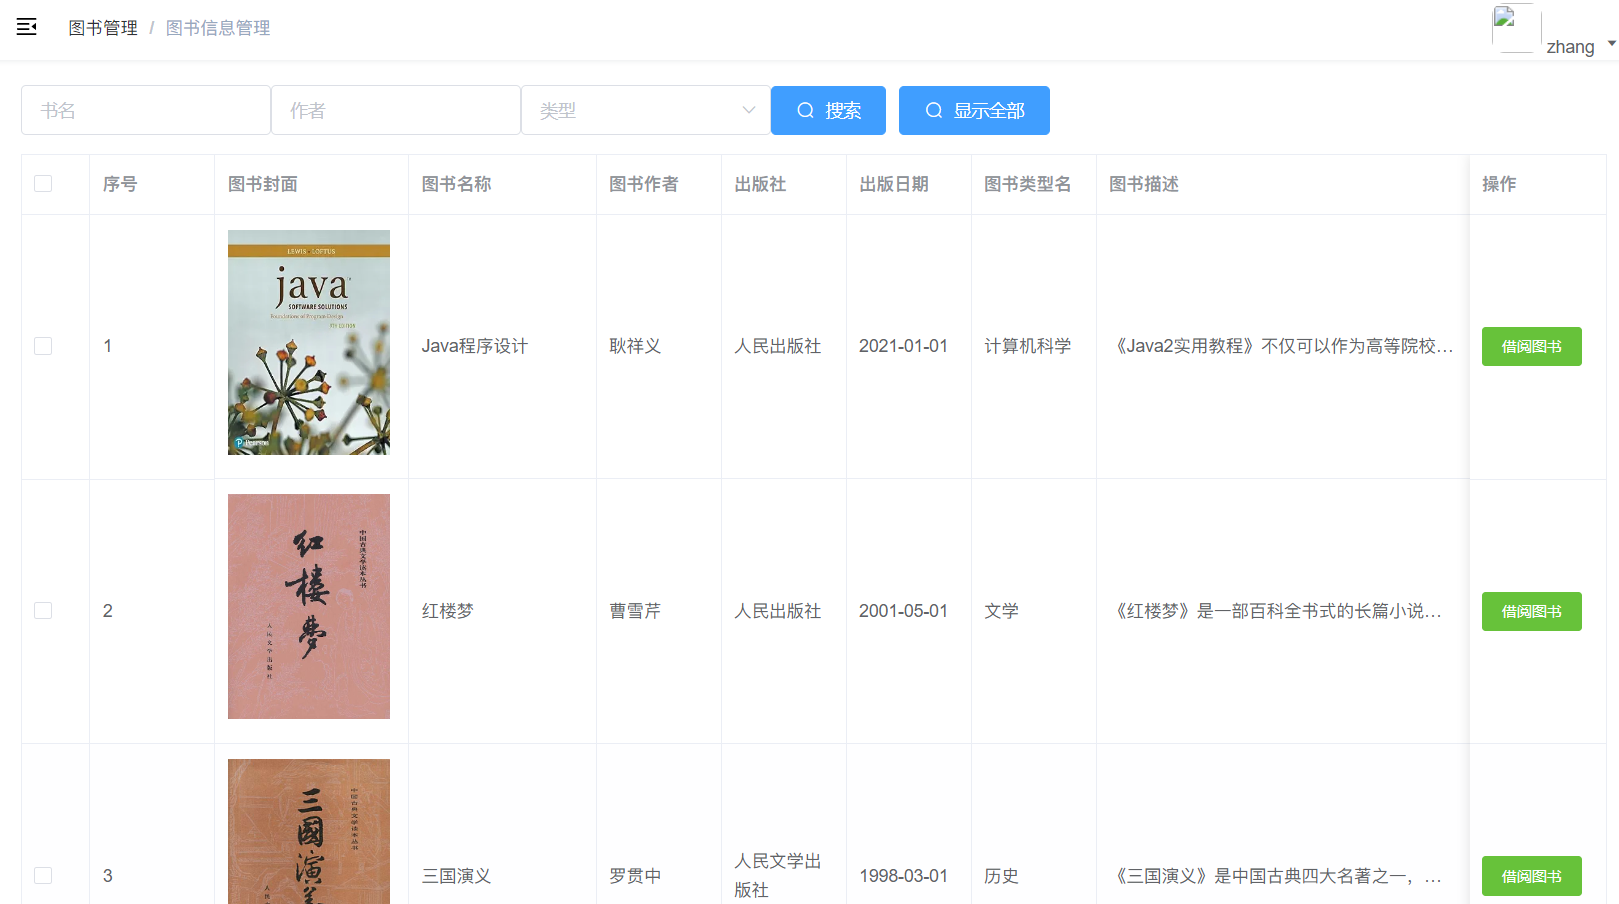 图书管理 / 图书信息管理
zhang
书名
作者
类型
搜索
显示全部
序号
图书封面
图书名称
图书作者
出版社
出版日期
图书类型名
图书描述
操作
LEWIS LOFTUS
java
SOFTWARE SOLUTIONS
Foundations of Program Design
9TH EDITION
Pearson
1
Java程序设计
耿祥义
人民出版社
2021-01-01
计算机科学
《Java2实用教程》不仅可以作为高等院校…
借阅图书
中国古典文学读本丛书
红楼梦
人民文学出版社
2
红楼梦
曹雪芹
人民出版社
2001-05-01
文学
《红楼梦》是一部百科全书式的长篇小说…
借阅图书
中国古典文学读本丛书
三國演义
3
三国演义
罗贯中
人民文学出
版社
1998-03-01
历史
《三国演义》是中国古典四大名著之一，…
借阅图书